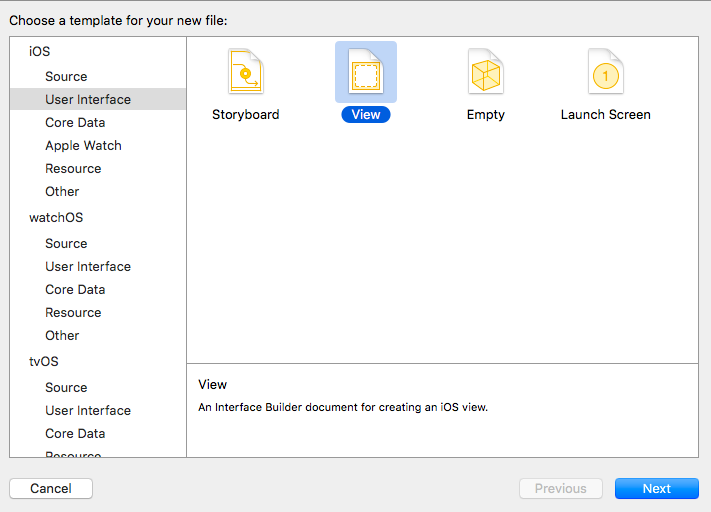 Choose a template for your new file:
iOS
Source
User Interface
Core Data
Apple Watch
Resource
Other
watchOS
Source
User Interface
Core Data
Resource
Other
tvOS
Source
User Interface
Core Data
Resource
Storyboard
View
Empty
1
Launch Screen
View
An Interface Builder document for creating an iOS view.
Cancel
Previous
Next